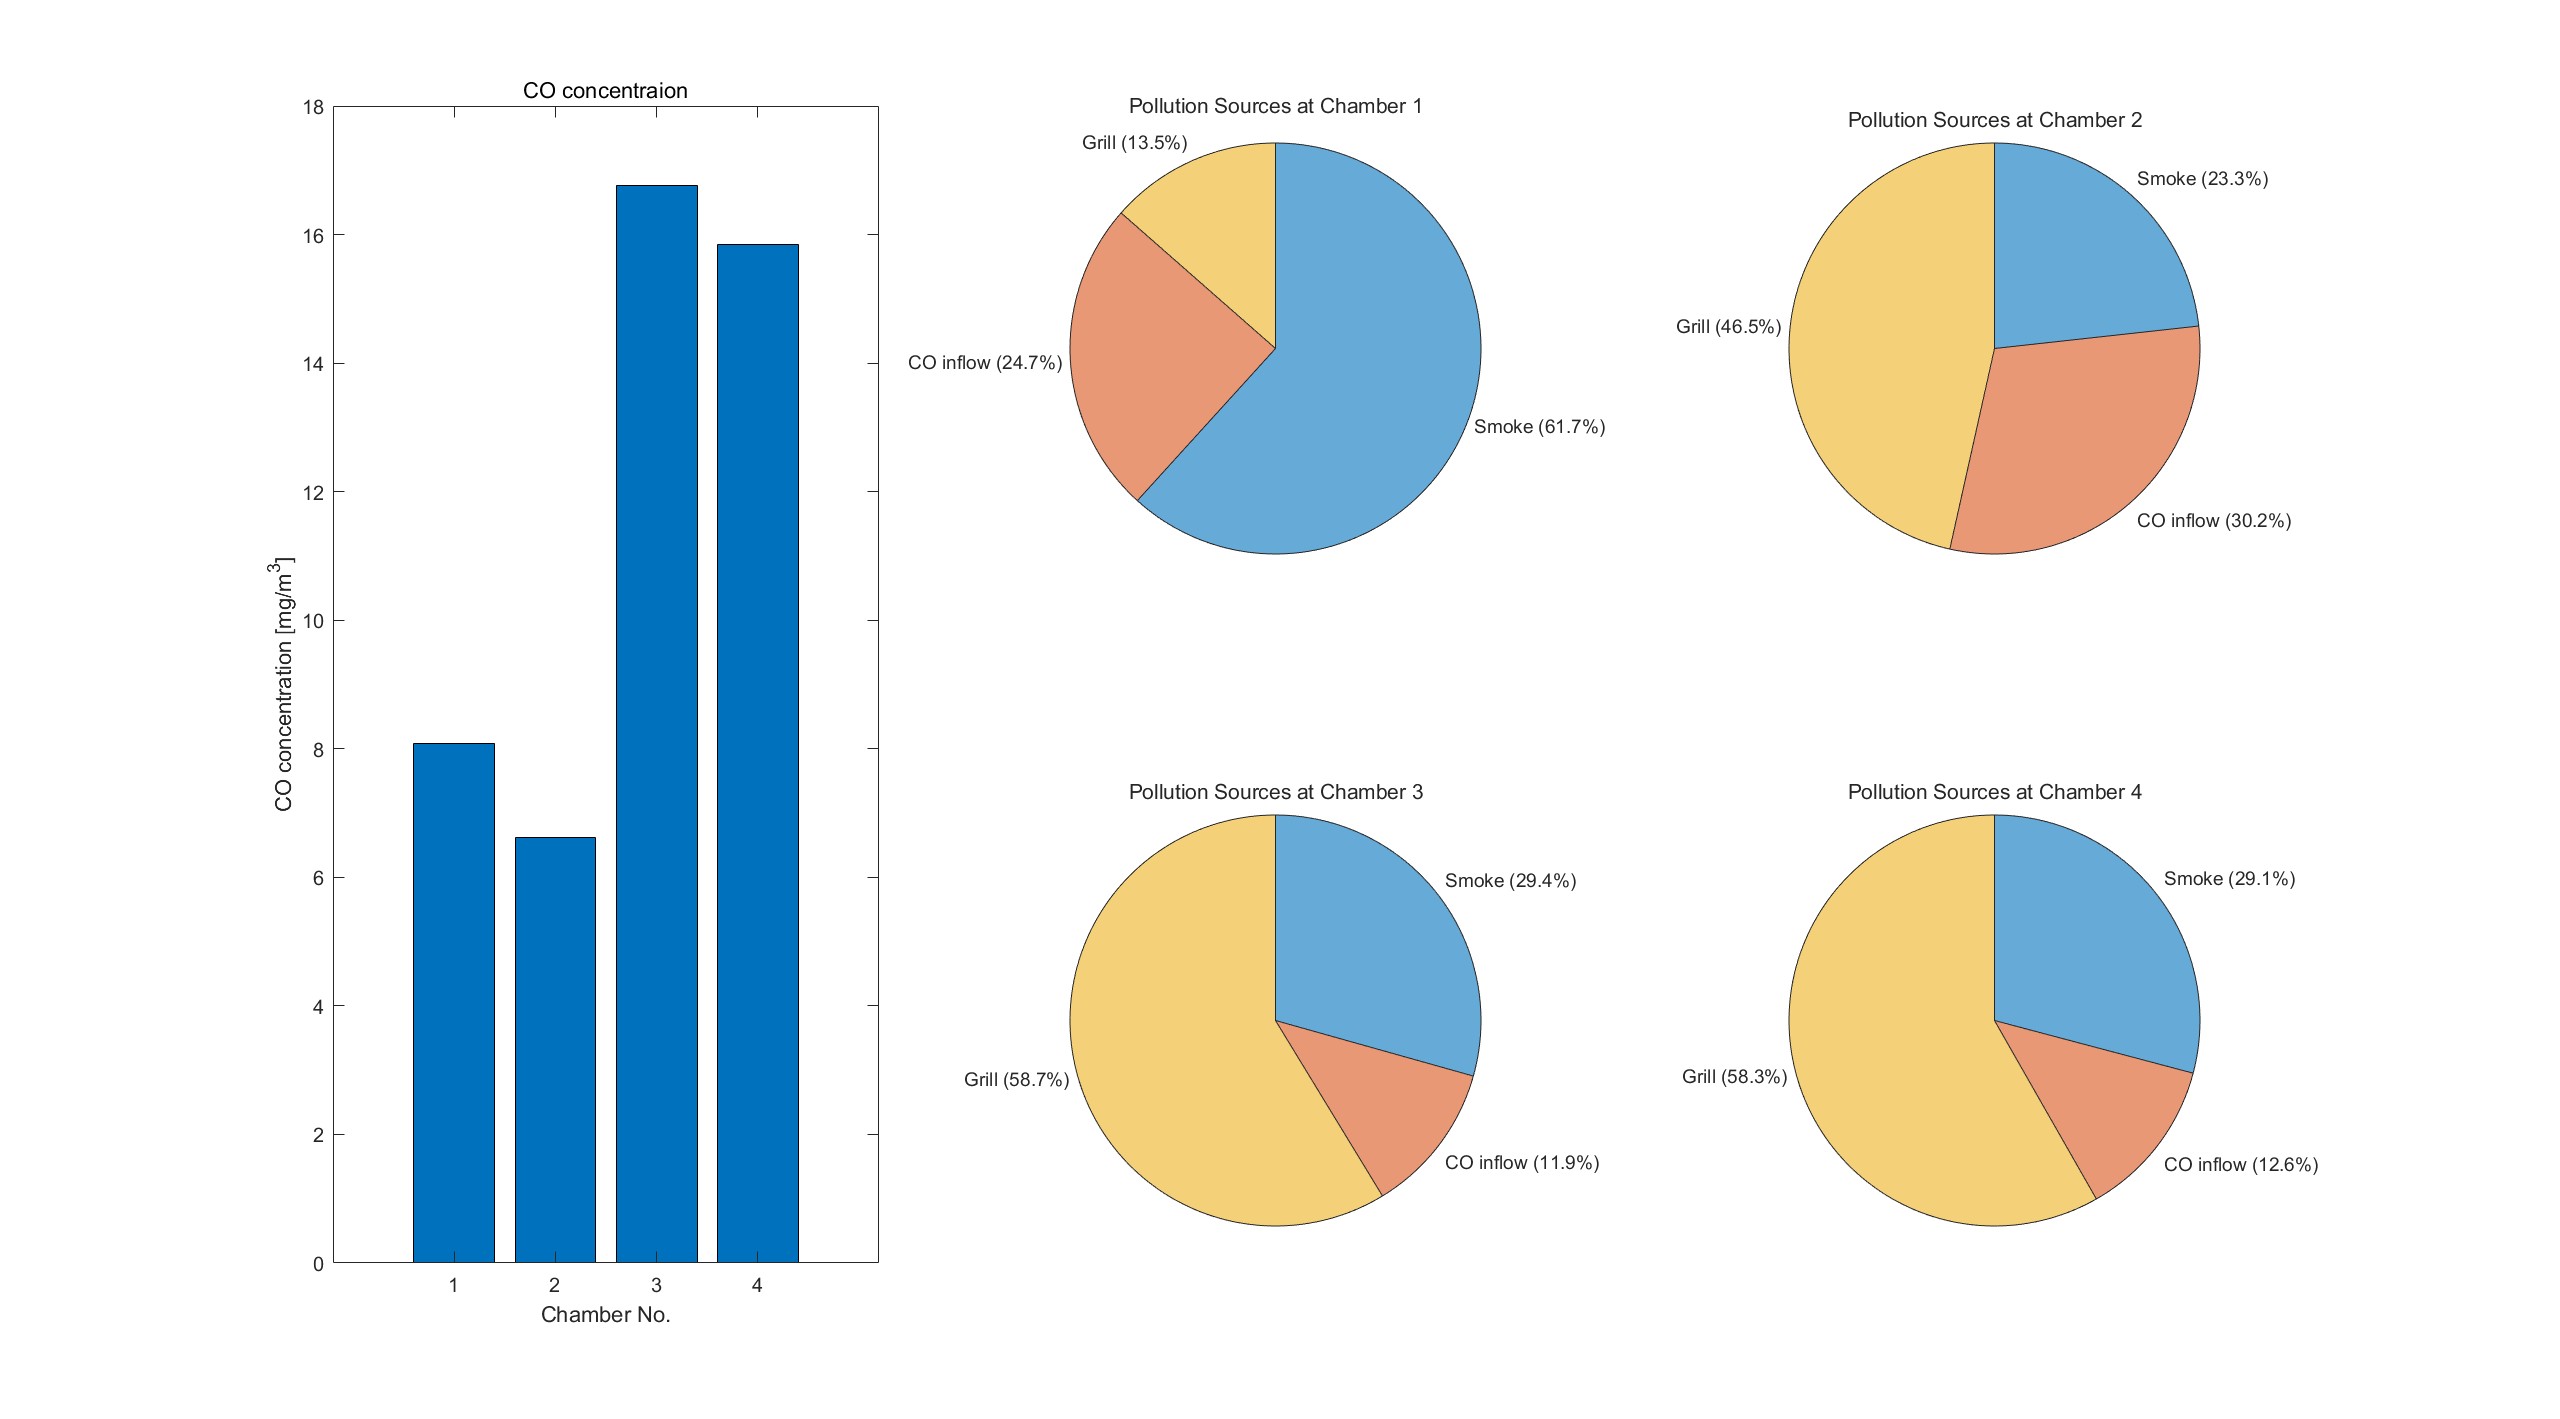 CO concentraion
18
16
14
12
10
8
6
4
2
0
CO concentration [mg/m³]
1 2 3 4
Chamber No.
Pollution Sources at Chamber 1
Grill (13.5%)
CO inflow (24.7%)
Smoke (61.7%)
Pollution Sources at Chamber 2
Smoke (23.3%)
Grill (46.5%)
CO inflow (30.2%)
Pollution Sources at Chamber 3
Smoke (29.4%)
Grill (58.7%)
CO inflow (11.9%)
Pollution Sources at Chamber 4
Smoke (29.1%)
Grill (58.3%)
CO inflow (12.6%)